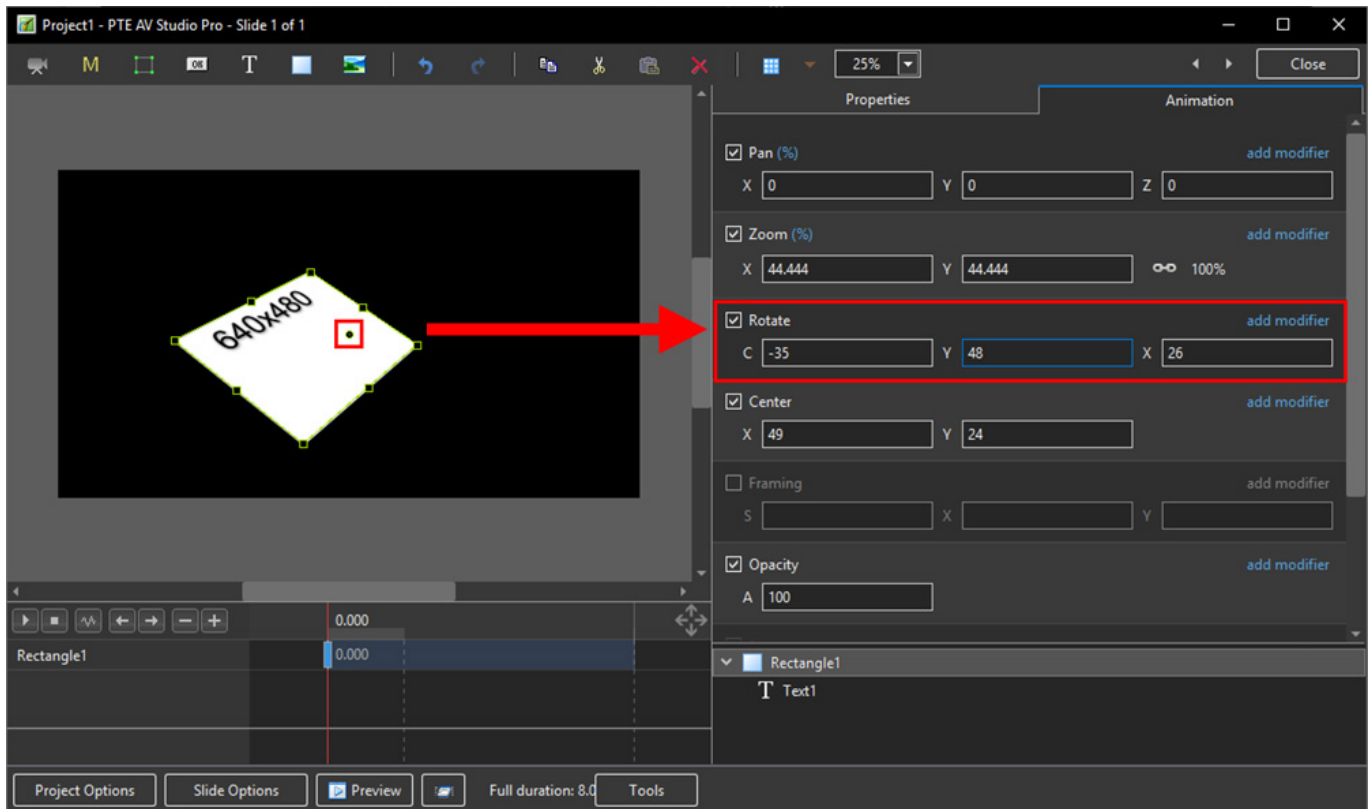 Project1 - PTE AV Studio Pro - Slide 1 of 1
M OK T 25% Close
Properties Animation
Pan (%) add modifier
X 0 Y 0 Z 0
Zoom (%) add modifier
X 44.444 Y 44.444 100%
640x480
Rotate add modifier
C -35 Y 48 X 26
Center add modifier
X 49 Y 24
Framing add modifier
S X Y
Opacity add modifier
A 100
0.000
Rectangle1 0.000
Rectangle1
T Text1
Project Options Slide Options Preview Full duration: 8.0 Tools